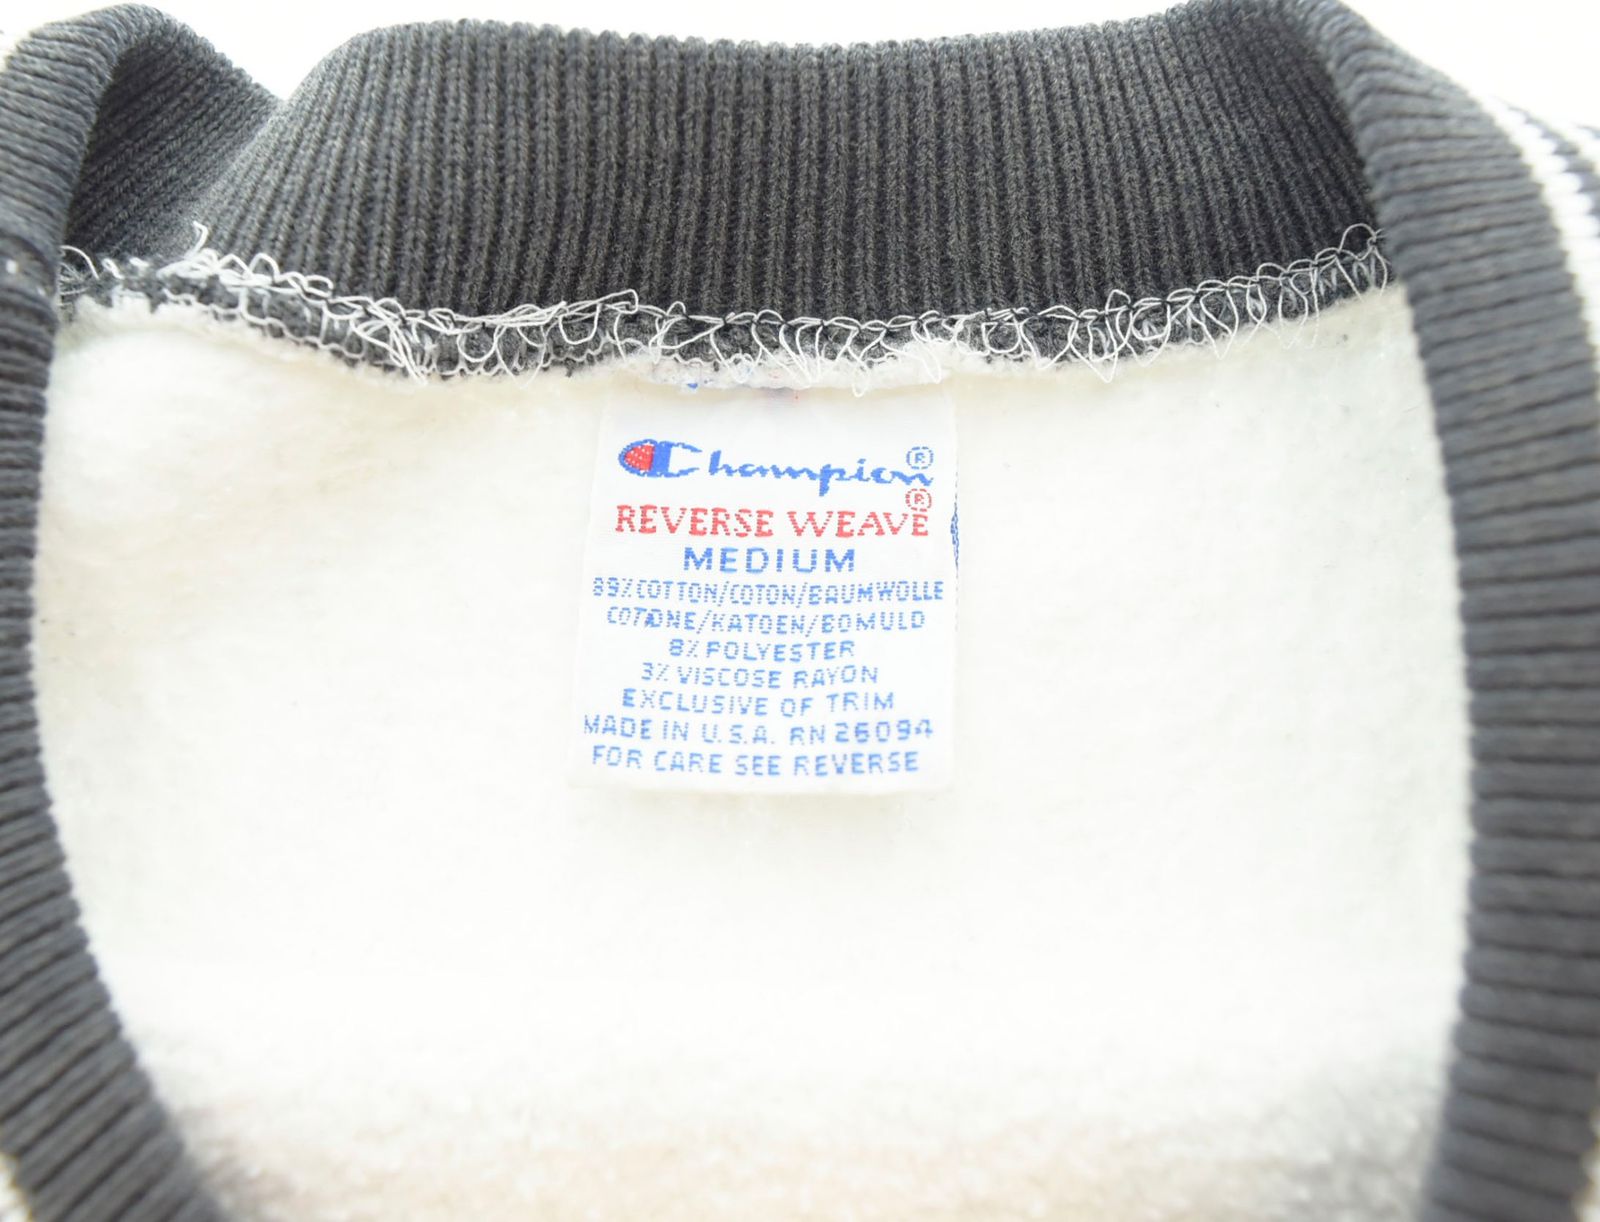 Champion®
REVERSE WEAVE®
MEDIUM
89% COTTON/COTON/BAUMWOLLE
COTONE/KATOEN/BOMULD
8% POLYESTER
3% VISCOSE RAYON
EXCLUSIVE OF TRIM
MADE IN U.S.A. RN 26094
FOR CARE SEE REVERSE